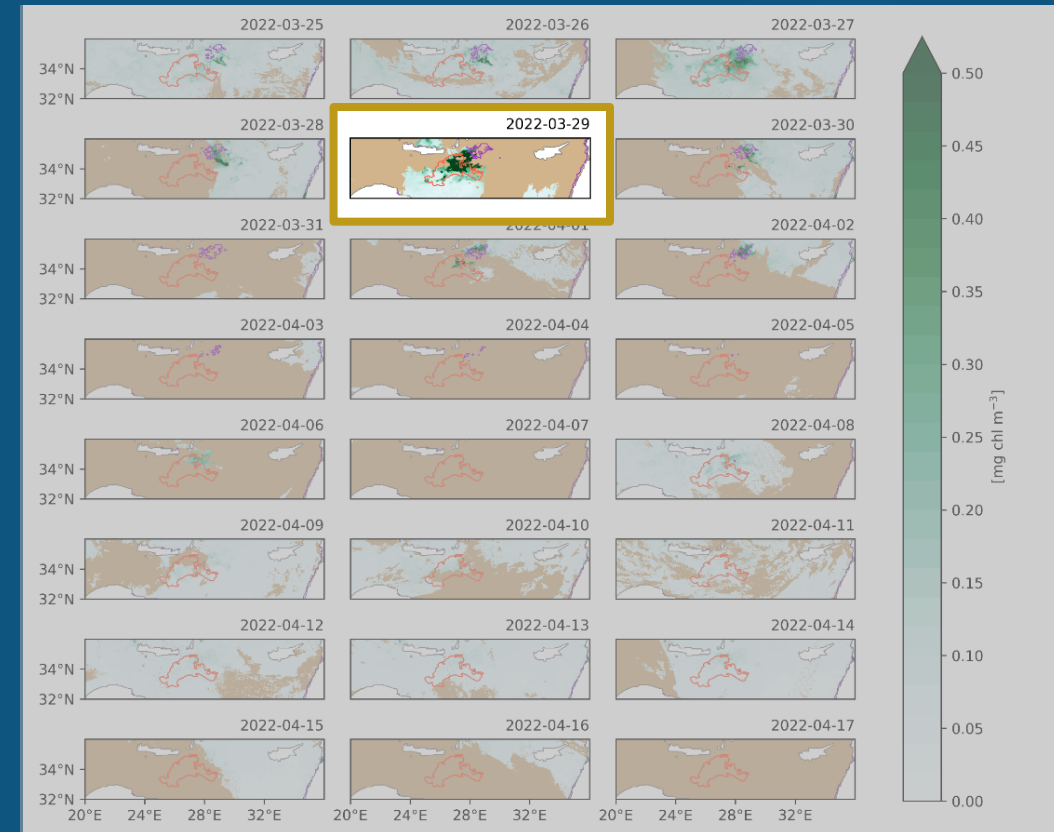 2022-03-25 2022-03-26 2022-03-27
34°N
32°N
0.50
2022-03-28 2022-03-29 2022-03-30
0.45
34°N
32°N
0.40
2022-03-31 2022-04-01 2022-04-02
34°N
32°N
0.35
2022-04-03 2022-04-04 2022-04-05
34°N
32°N
0.30
2022-04-06 2022-04-07 2022-04-08
0.25
[mg chl m⁻³]
34°N
32°N
0.20
2022-04-09 2022-04-10 2022-04-11
34°N
32°N
0.15
2022-04-12 2022-04-13 2022-04-14
0.10
34°N
32°N
2022-04-15 2022-04-16 2022-04-17
0.05
34°N
32°N
0.00
20°E 24°E 28°E 32°E 20°E 24°E 28°E 32°E 20°E 24°E 28°E 32°E